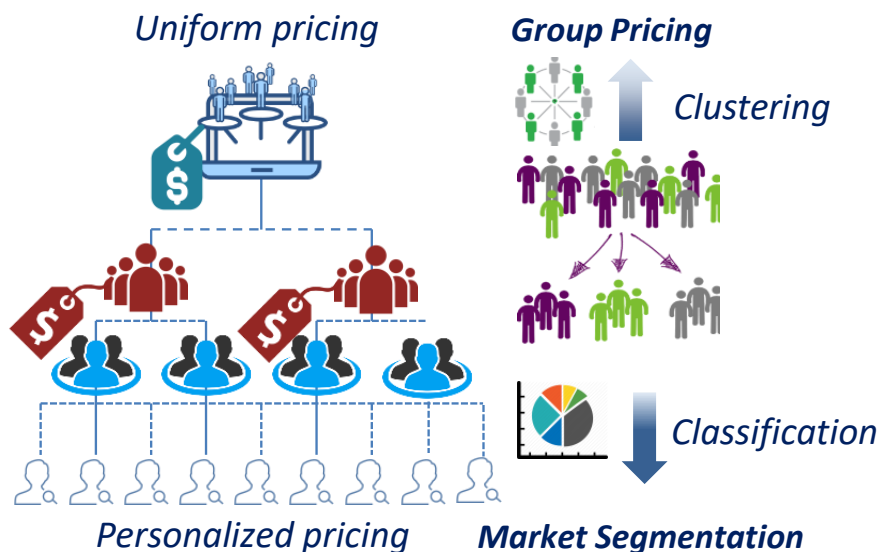 Uniform pricing
Group Pricing
Clustering
$
$
$
Classification
Personalized pricing
Market Segmentation